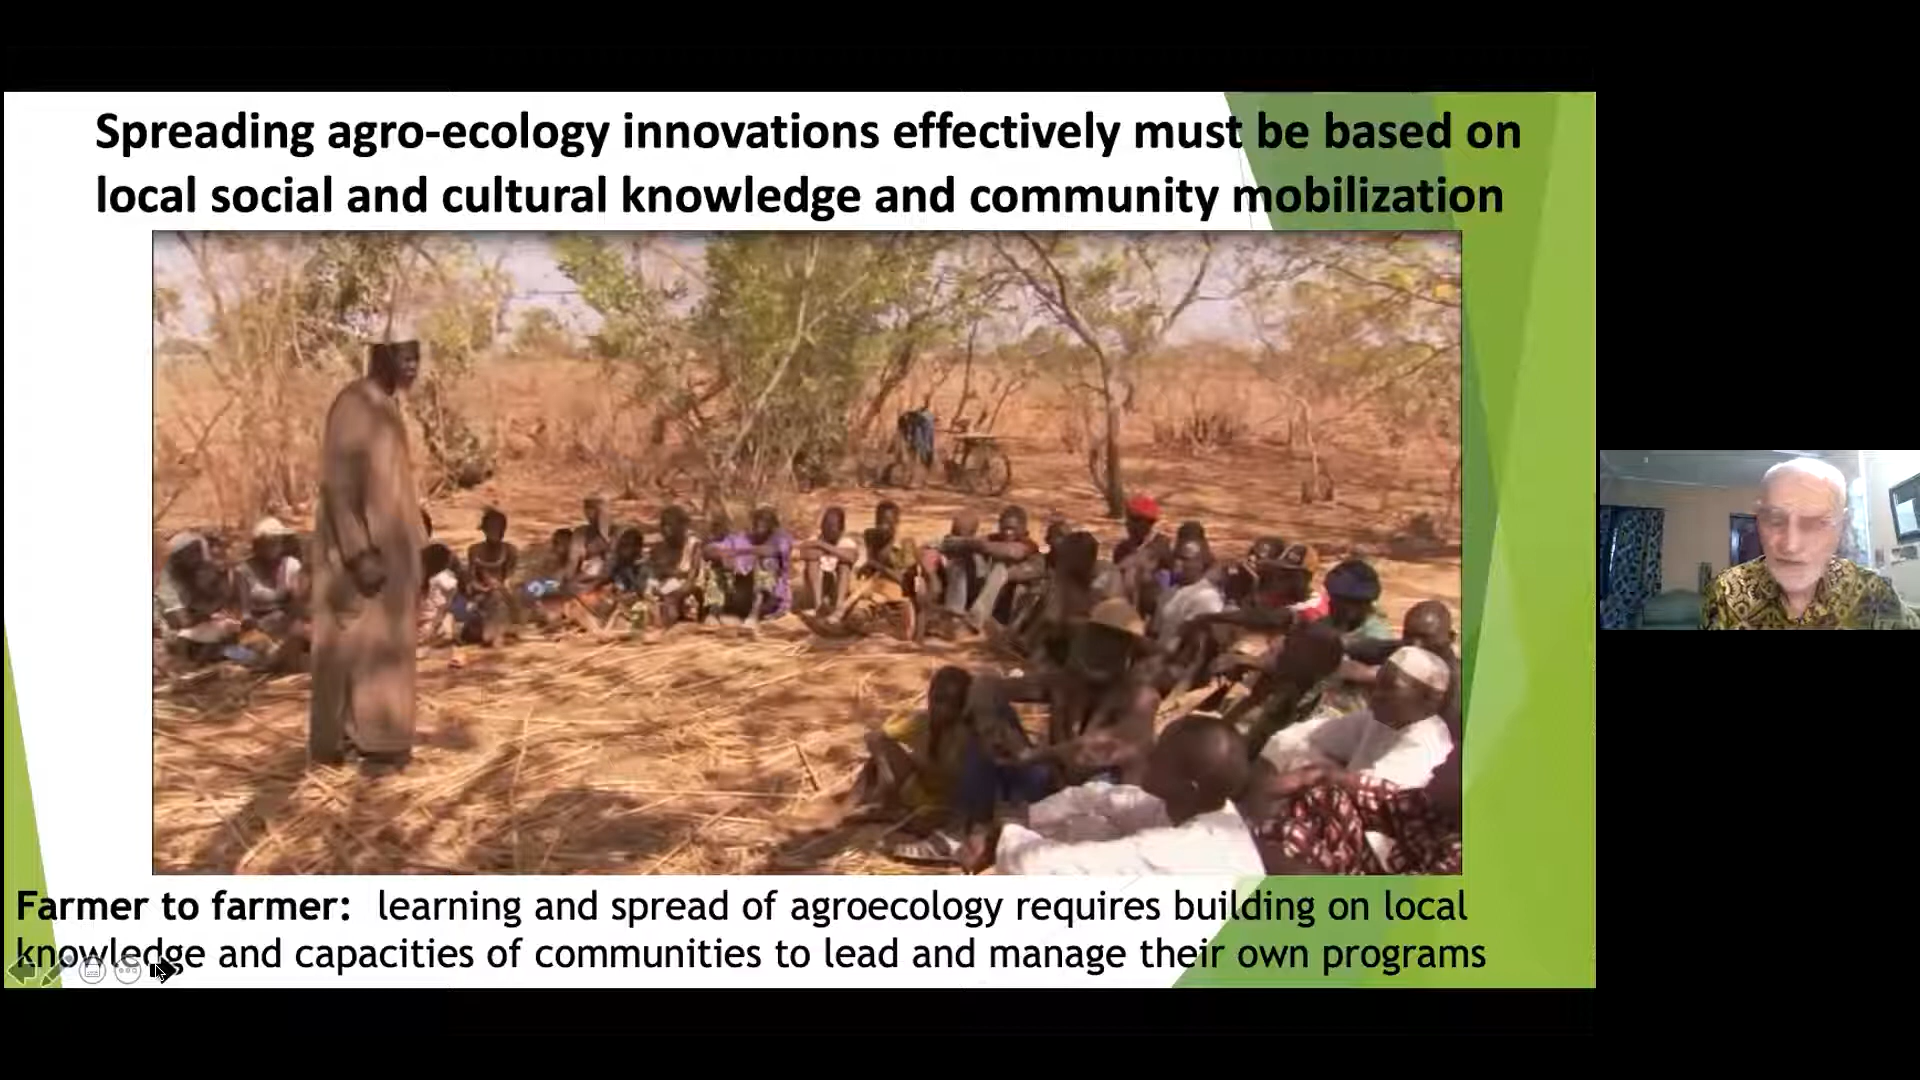 Spreading agro-ecology innovations effectively must be based on
local social and cultural knowledge and community mobilization
Farmer to farmer: learning and spread of agroecology requires building on local
knowledge and capacities of communities to lead and manage their own programs